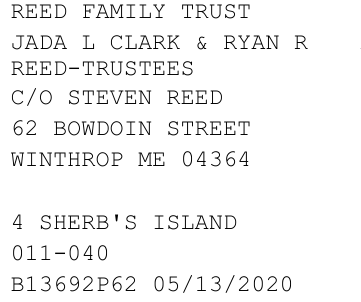 REED FAMILY TRUST
JADA L CLARK & RYAN R
REED-TRUSTEES
C/O STEVEN REED
62 BOWDOIN STREET
WINTHROP ME 04364
4 SHERB'S ISLAND
011-040
B13692P62 05/13/2020